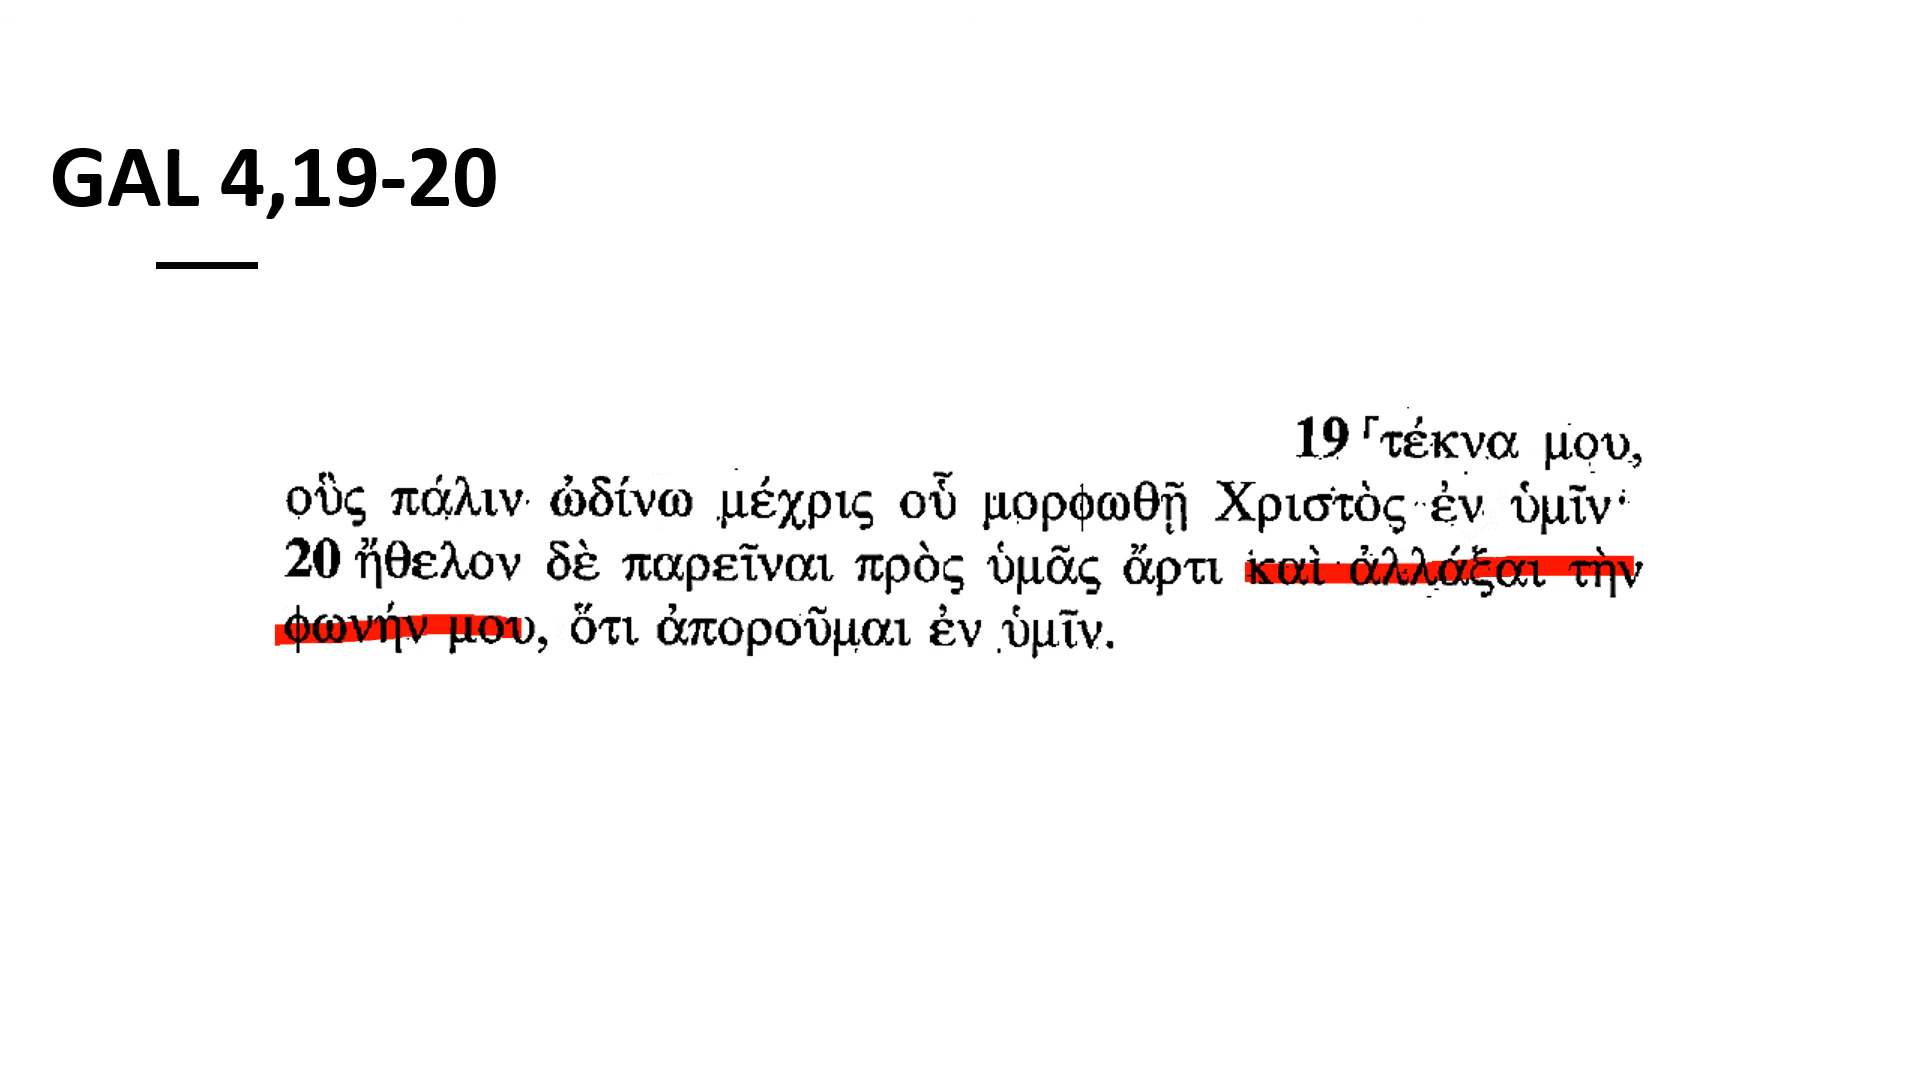 GAL 4,19-20
19 ⸀τέκνα μου,
οὓς πάλιν ὠδίνω μέχρις οὗ μορφωθῇ Χριστὸς ἐν ὑμῖν·
20 ἤθελον δὲ παρεῖναι πρὸς ὑμᾶς ἄρτι καὶ ἀλλάξαι τὴν
φωνήν μου, ὅτι ἀποροῦμαι ἐν ὑμῖν.